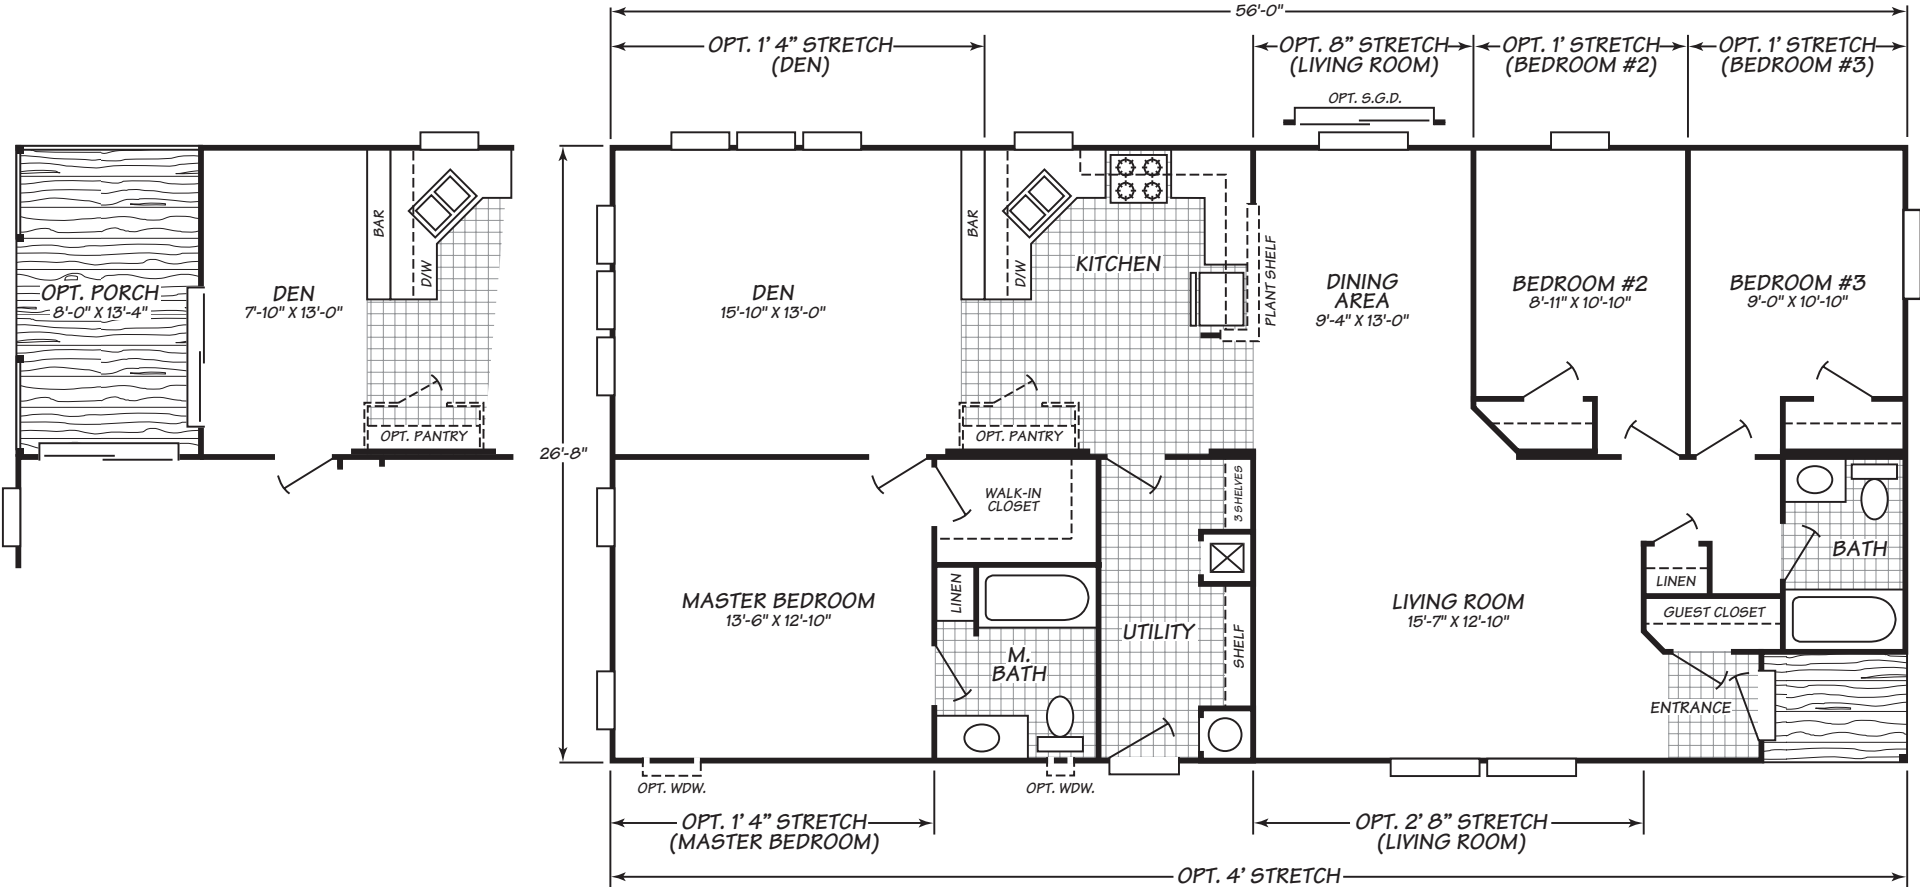 56'-0"
OPT. 1' 4" STRETCH
(DEN)
OPT. 8" STRETCH
(LIVING ROOM)
OPT. 1' STRETCH
(BEDROOM #2)
OPT. 1' STRETCH
(BEDROOM #3)
OPT. S.G.D.
OPT. PORCH
8'-0" X 13'-4"
DEN
7'-10" X 13'-0"
BAR
D/W
OPT. PANTRY
26'-8"
DEN
15'-10" X 13'-0"
BAR
D/W
KITCHEN
PLANT SHELF
OPT. PANTRY
DINING
AREA
9'-4" X 13'-0"
BEDROOM #2
8'-11" X 10'-10"
BEDROOM #3
9'-0" X 10'-10"
WALK-IN
CLOSET
3 SHELVES
MASTER BEDROOM
13'-6" X 12'-10"
LINEN
M.
BATH
UTILITY
SHELF
LIVING ROOM
15'-7" X 12'-10"
LINEN
GUEST CLOSET
BATH
ENTRANCE
OPT. WDW.
OPT. WDW.
OPT. 1' 4" STRETCH
(MASTER BEDROOM)
OPT. 2' 8" STRETCH
(LIVING ROOM)
OPT. 4' STRETCH